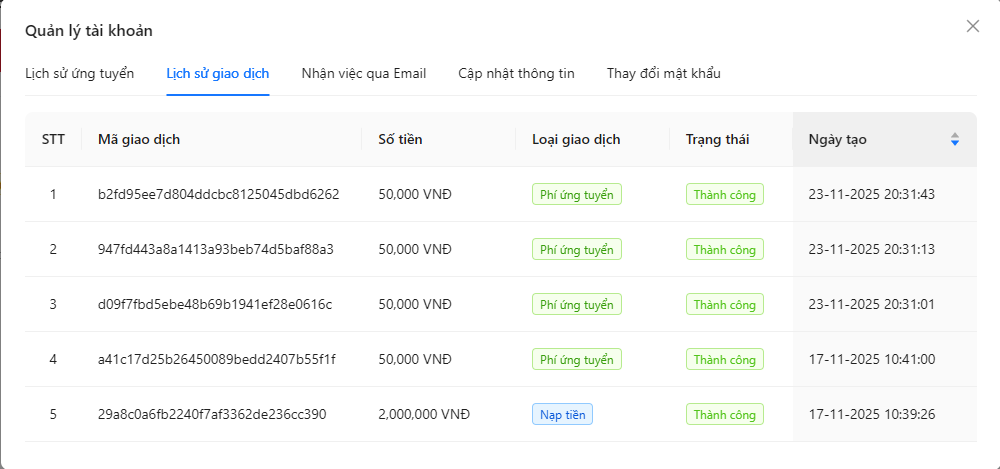 Quản lý tài khoản
Lịch sử ứng tuyển Lịch sử giao dịch Nhận việc qua Email Cập nhật thông tin Thay đổi mật khẩu
STT Mã giao dịch Số tiền Loại giao dịch Trạng thái Ngày tạo
1 b2fd95ee7d804ddcbc8125045dbd6262 50,000 VNĐ Phí ứng tuyển Thành công 23-11-2025 20:31:43
2 947fd443a8a1413a93beb74d5baf88a3 50,000 VNĐ Phí ứng tuyển Thành công 23-11-2025 20:31:13
3 d09f7fbd5ebe48b69b1941ef28e0616c 50,000 VNĐ Phí ứng tuyển Thành công 23-11-2025 20:31:01
4 a41c17d25b26450089bedd2407b55f1f 50,000 VNĐ Phí ứng tuyển Thành công 17-11-2025 10:41:00
5 29a8c0a6fb2240f7af3362de236cc390 2,000,000 VNĐ Nạp tiền Thành công 17-11-2025 10:39:26